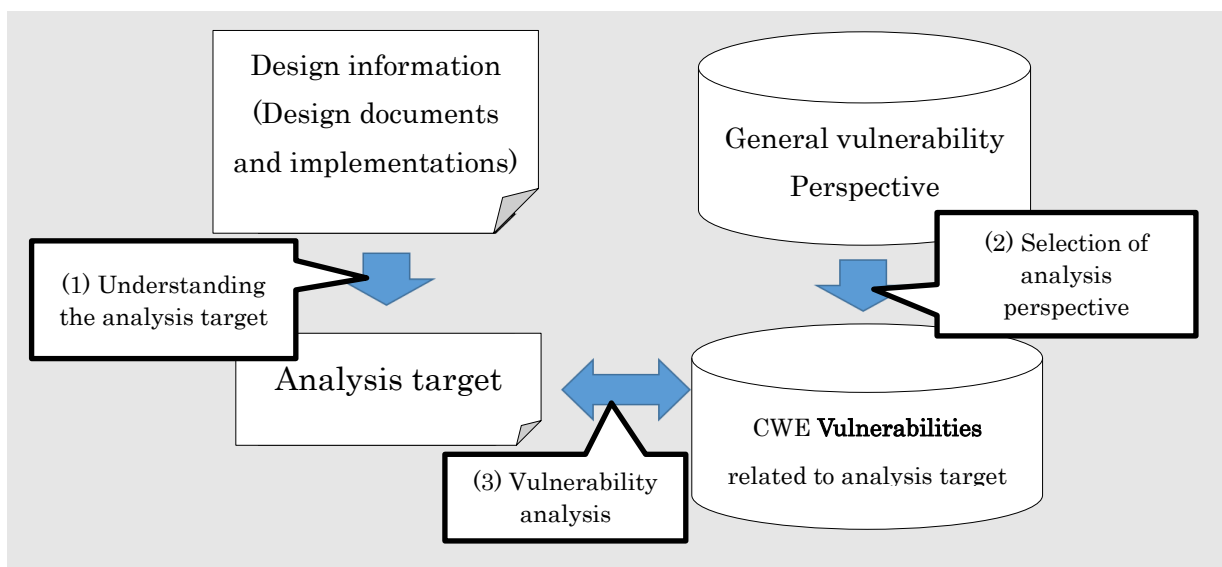 Design information
(Design documents
and implementations)
General vulnerability
Perspective
(1) Understanding
the analysis target
(2) Selection of
analysis
perspective
Analysis target
CWE Vulnerabilities
related to analysis target
(3) Vulnerability
analysis